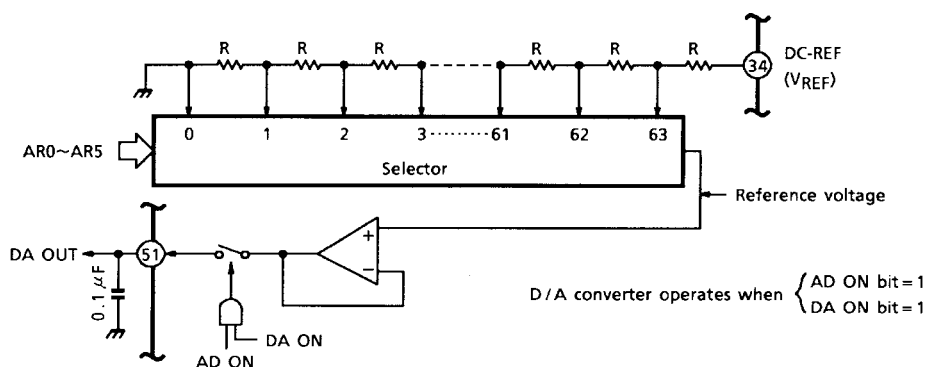 R R R R R R
34
DC-REF
(VREF)
0 1 2 3 ········ 61 62 63
AR0~AR5
Selector
Reference voltage
+
−
DA OUT
51
0.1 μF
D/A converter operates when { AD ON bit = 1
DA ON bit = 1
DA ON
AD ON